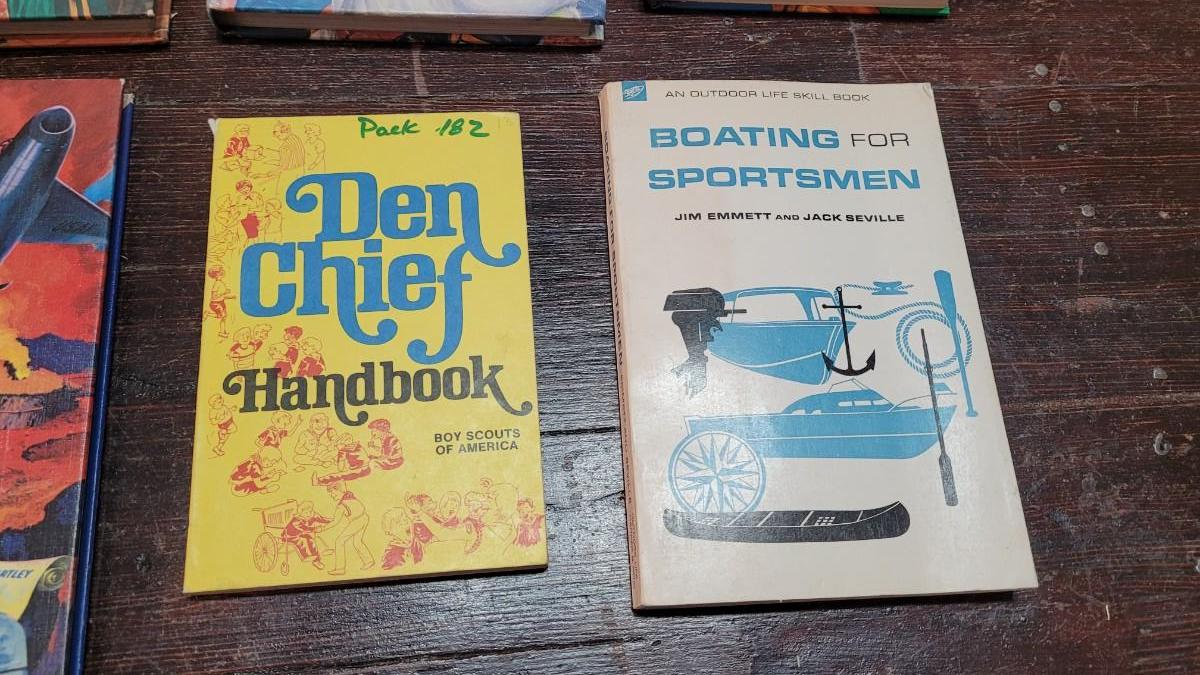 Pack 182
Den
Chief
Handbook
BOY SCOUTS
OF AMERICA
AN OUTDOOR LIFE SKILL BOOK
BOATING FOR
SPORTSMEN
JIM EMMETT AND JACK SEVILLE